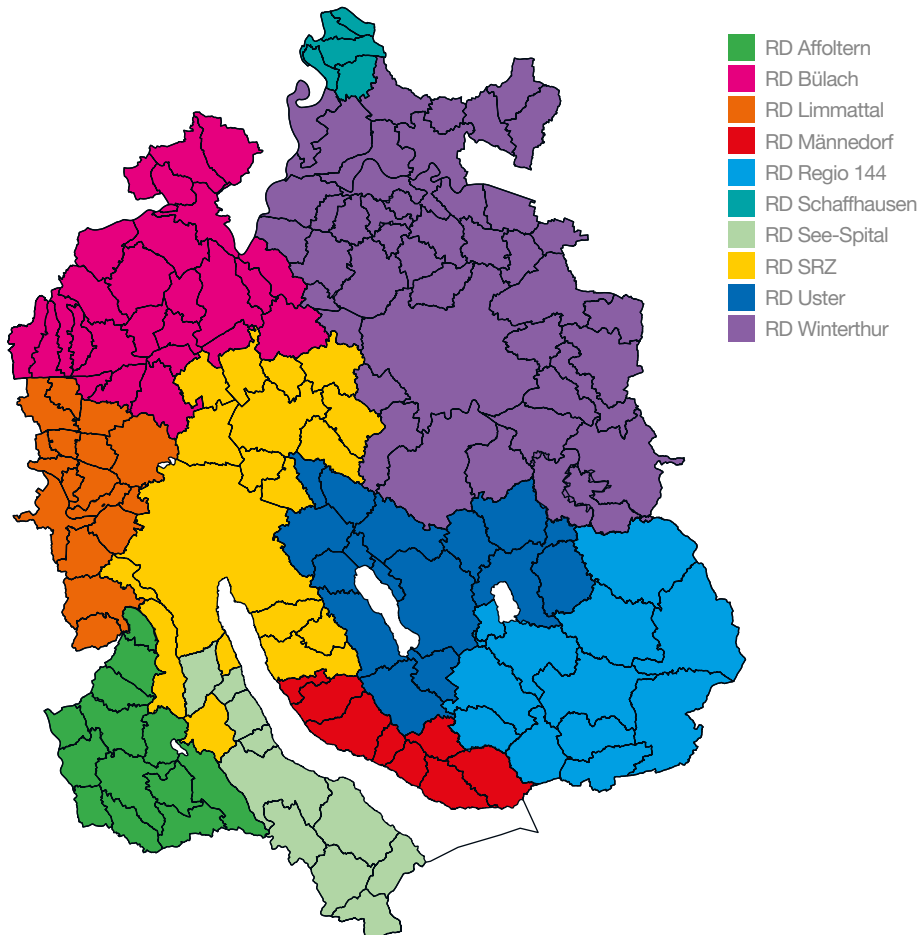 RD Affoltern
RD Bülach
RD Limmattal
RD Männedorf
RD Regio 144
RD Schaffhausen
RD See-Spital
RD SRZ
RD Uster
RD Winterthur